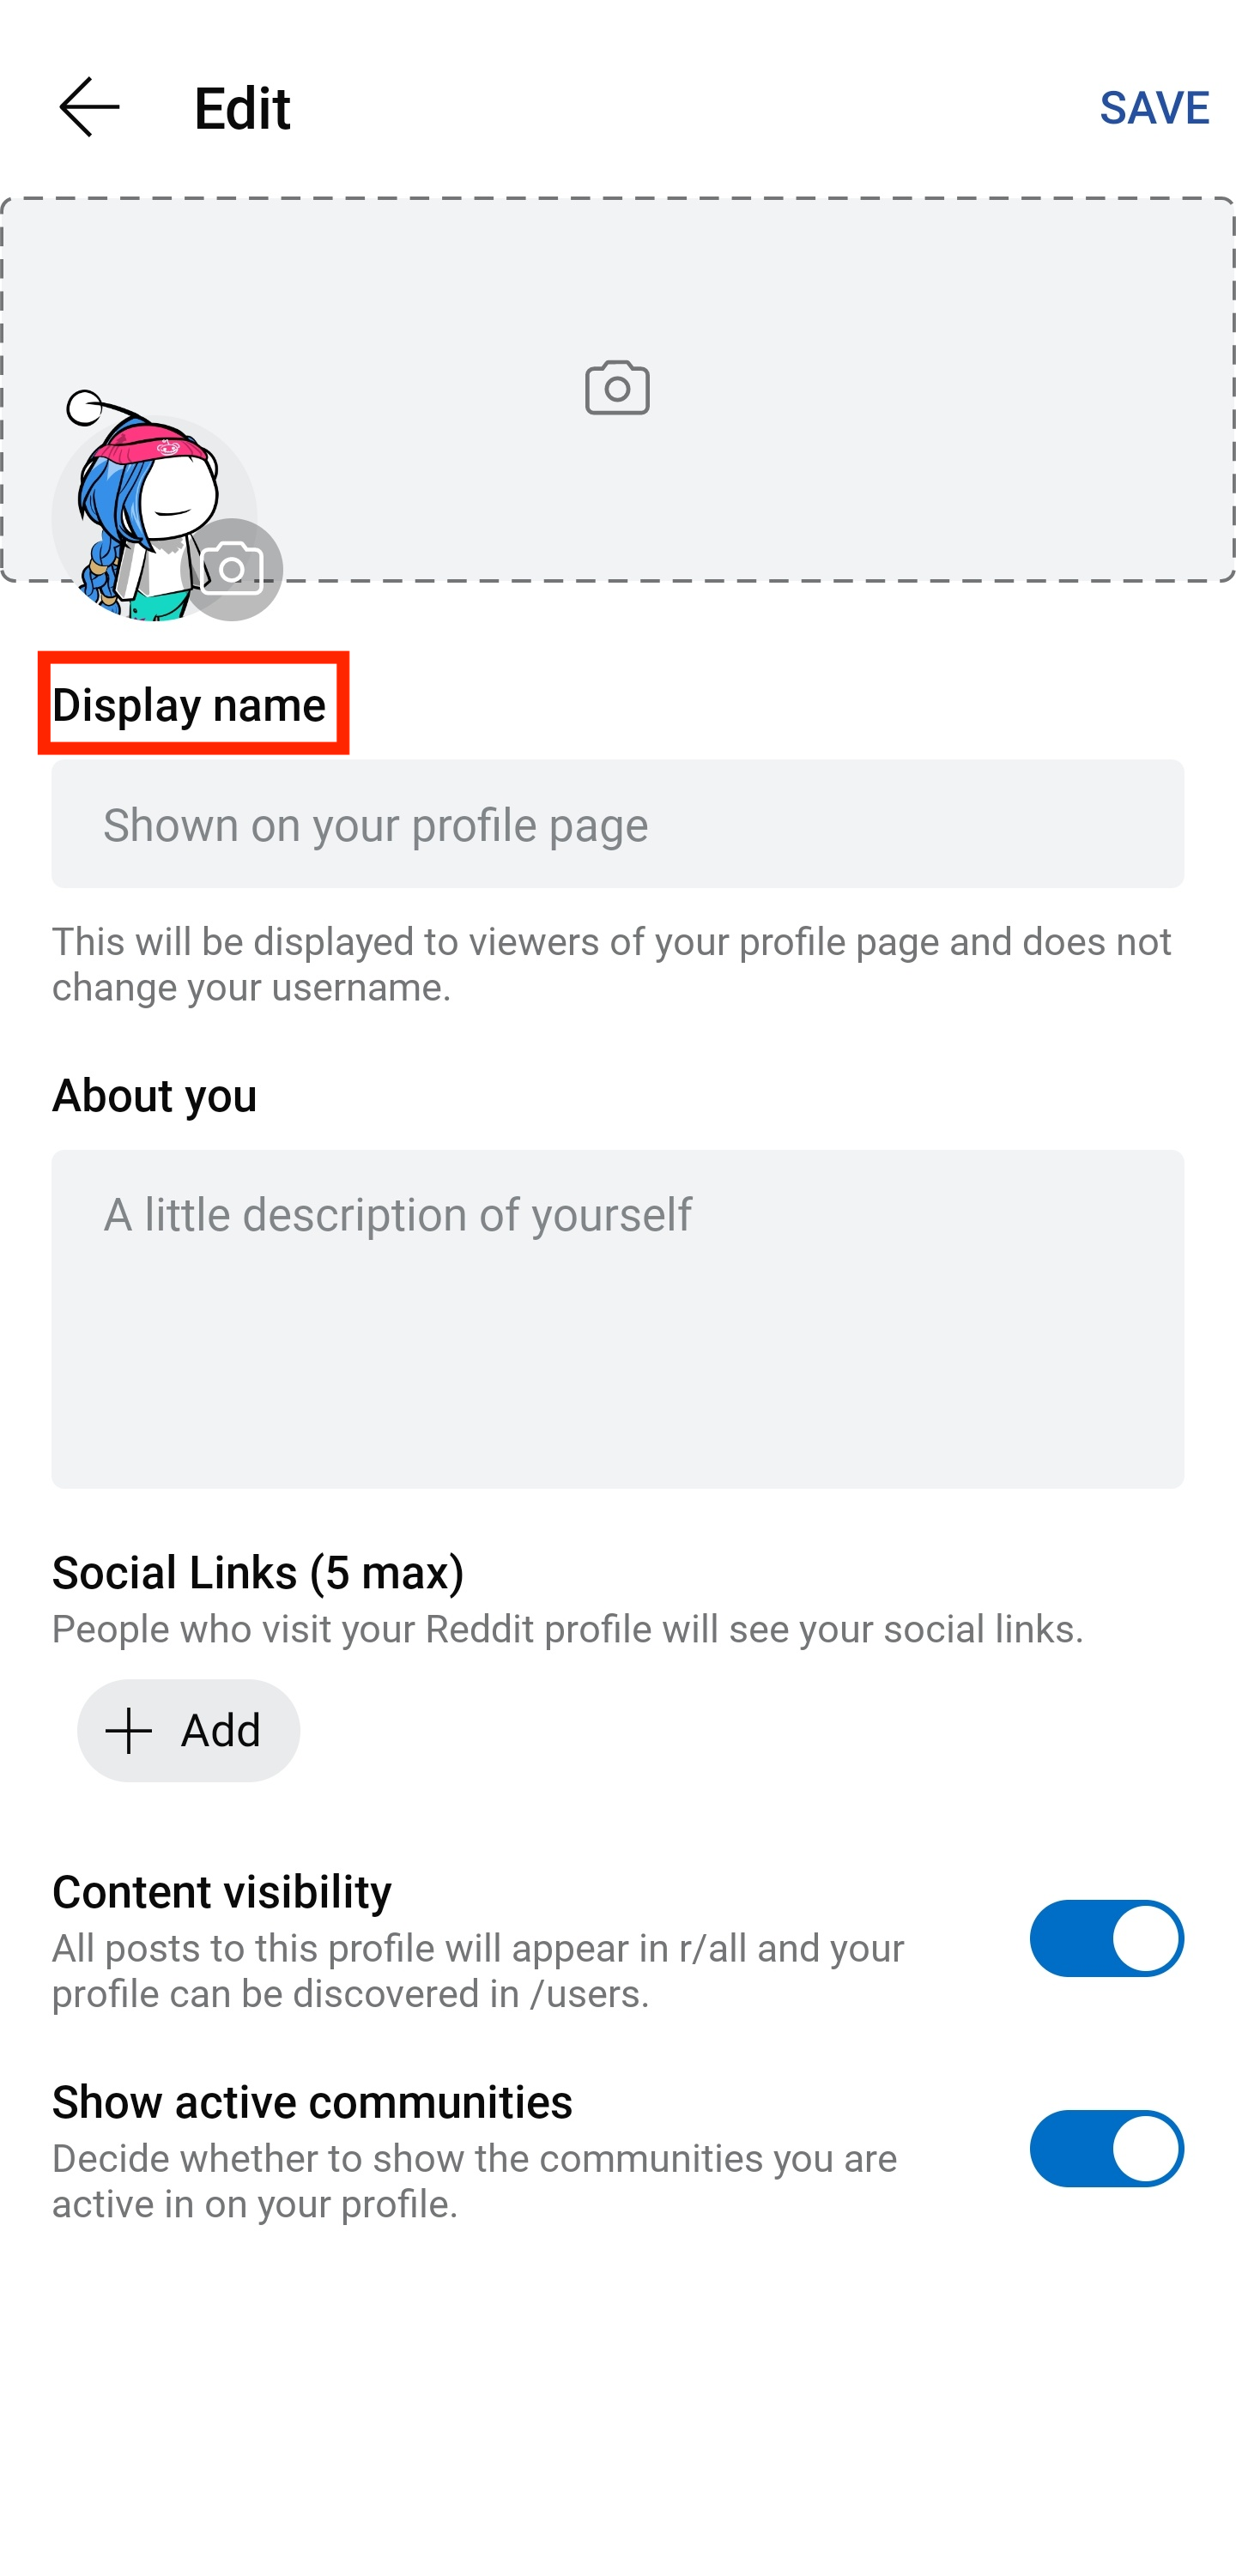 Edit
SAVE
Display name
Shown on your profile page
This will be displayed to viewers of your profile page and does not
change your username.
About you
A little description of yourself
Social Links (5 max)
People who visit your Reddit profile will see your social links.
Add
Content visibility
All posts to this profile will appear in r/all and your
profile can be discovered in /users.
Show active communities
Decide whether to show the communities you are
active in on your profile.